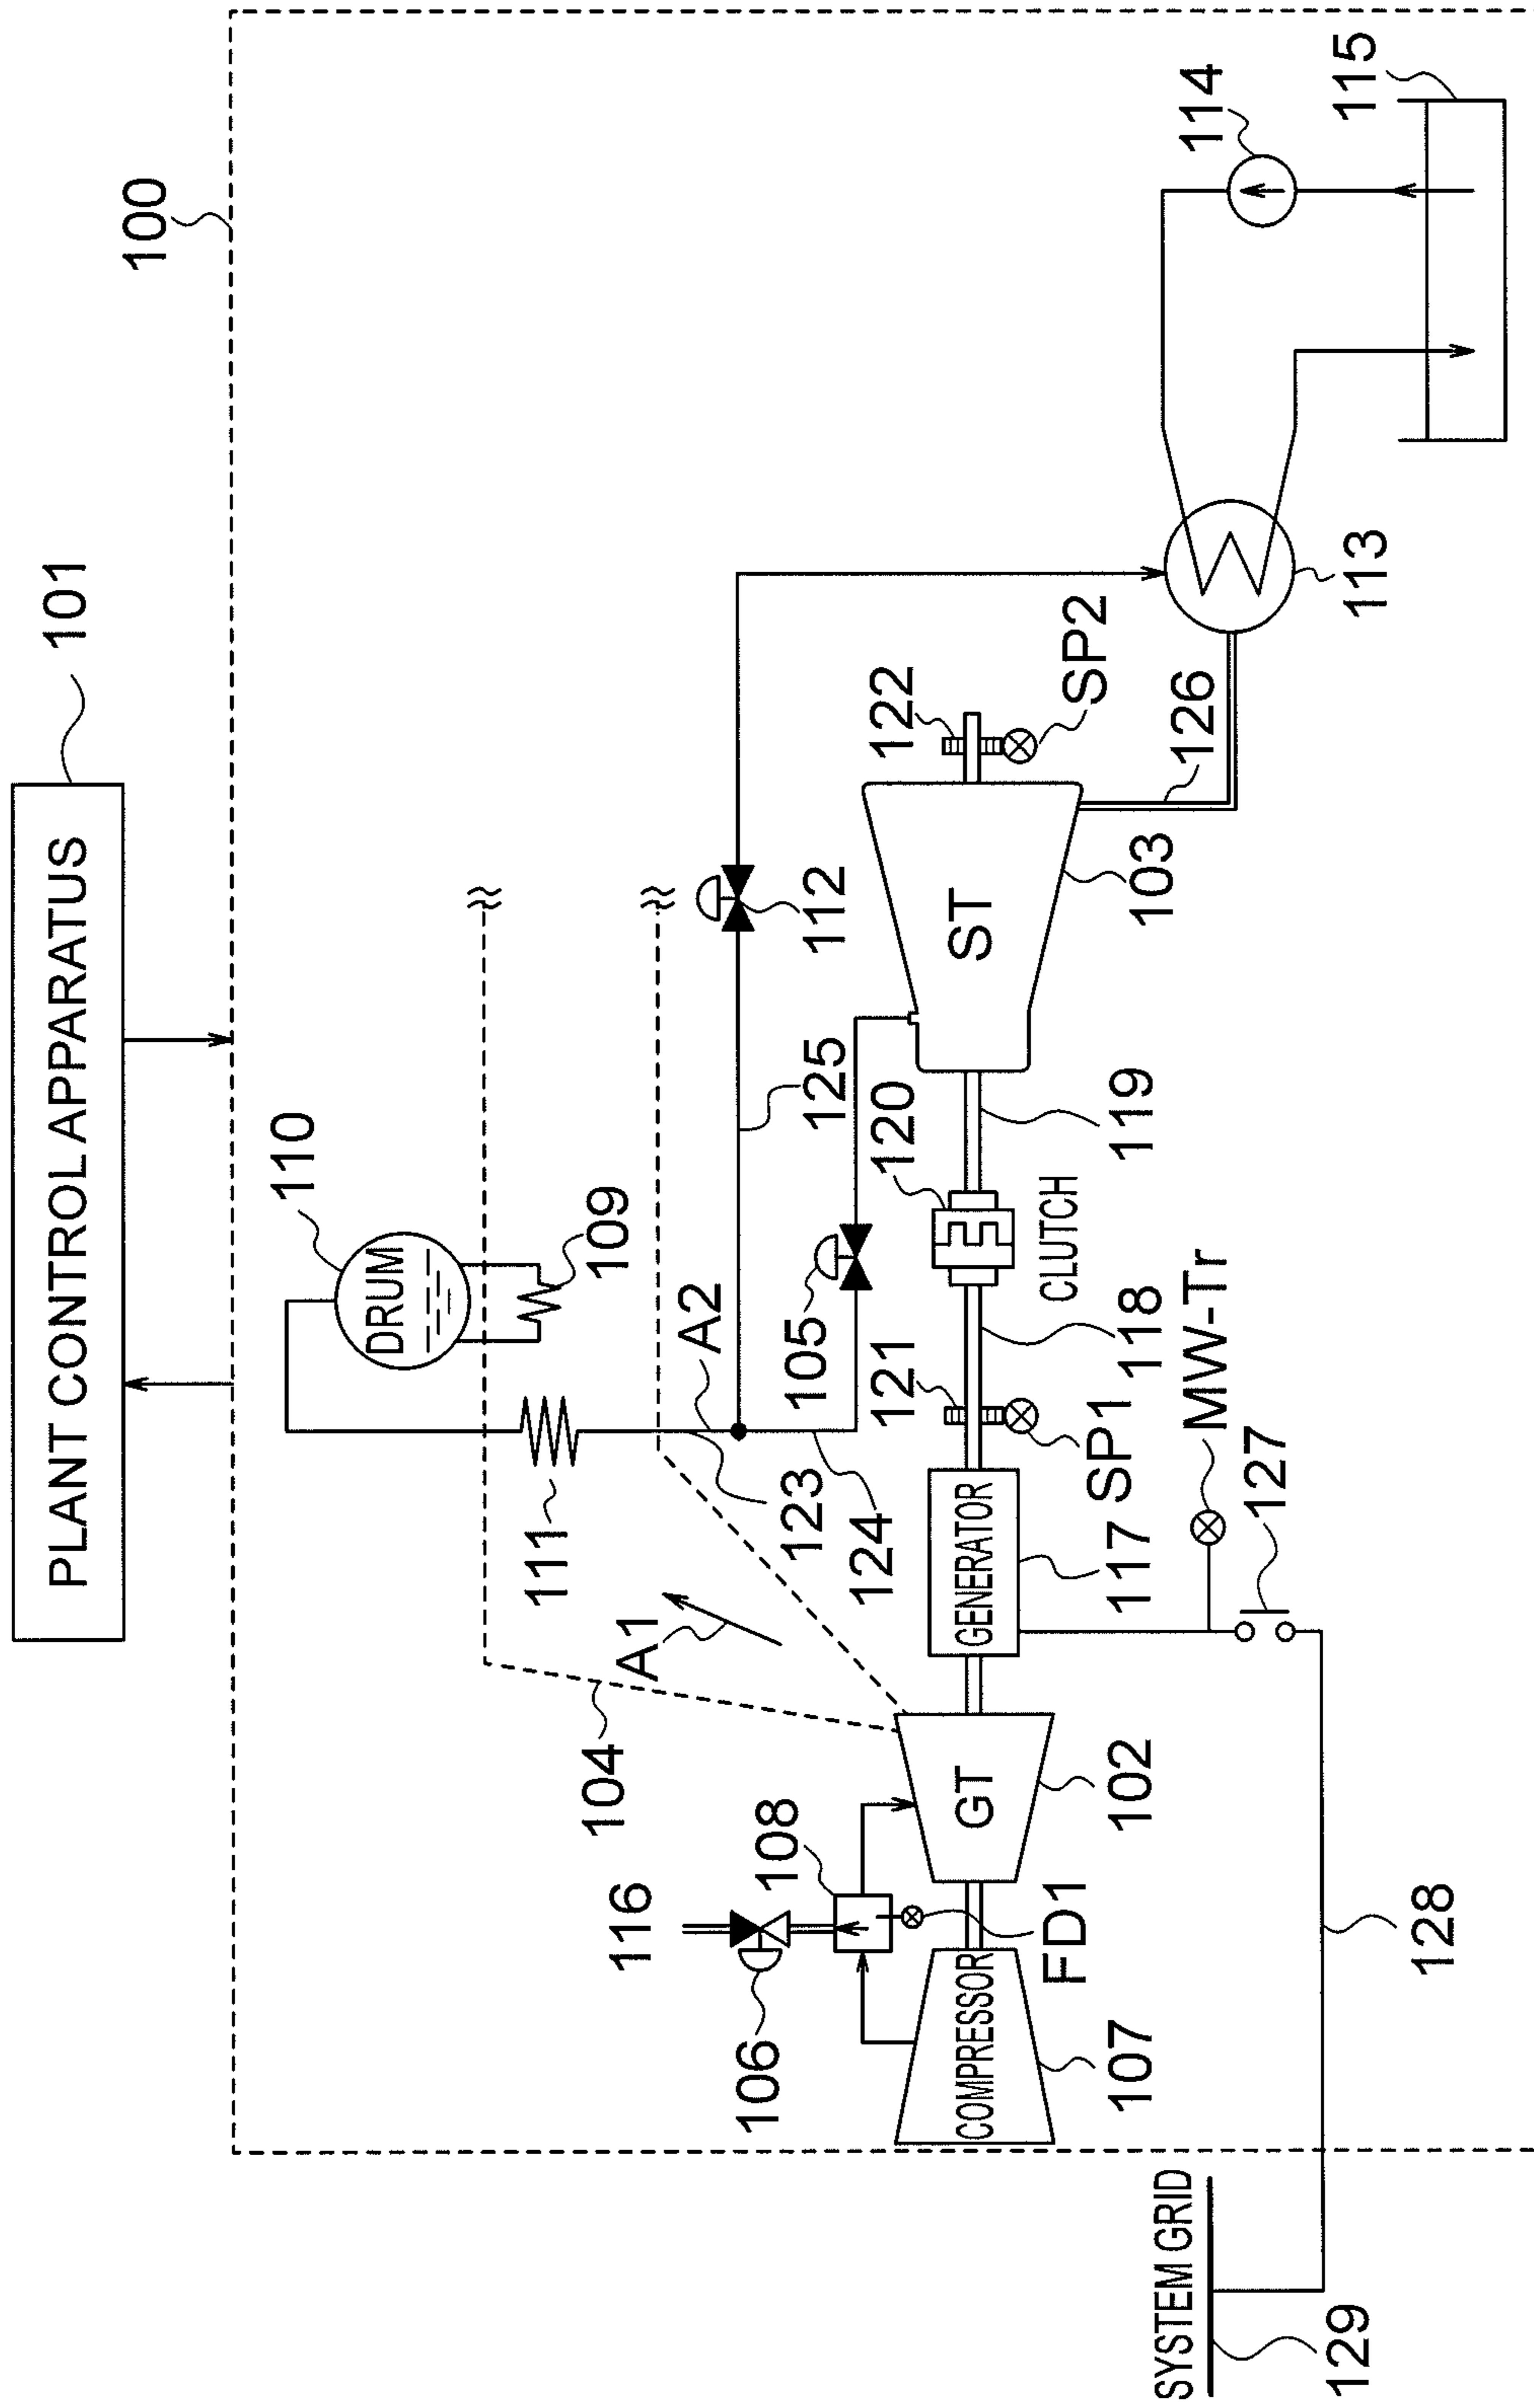 PLANT CONTROL APPARATUS
101
100
110
DRUM
109
111
A1
104
A2
123
124
125
112
105
116
108
106
FD1
COMPRESSOR
107
GT
102
GENERATOR
117
121
SP1
118
120
CLUTCH
119
ST
103
122
SP2
126
113
114
115
MW-Tr
127
128
SYSTEM GRID
129